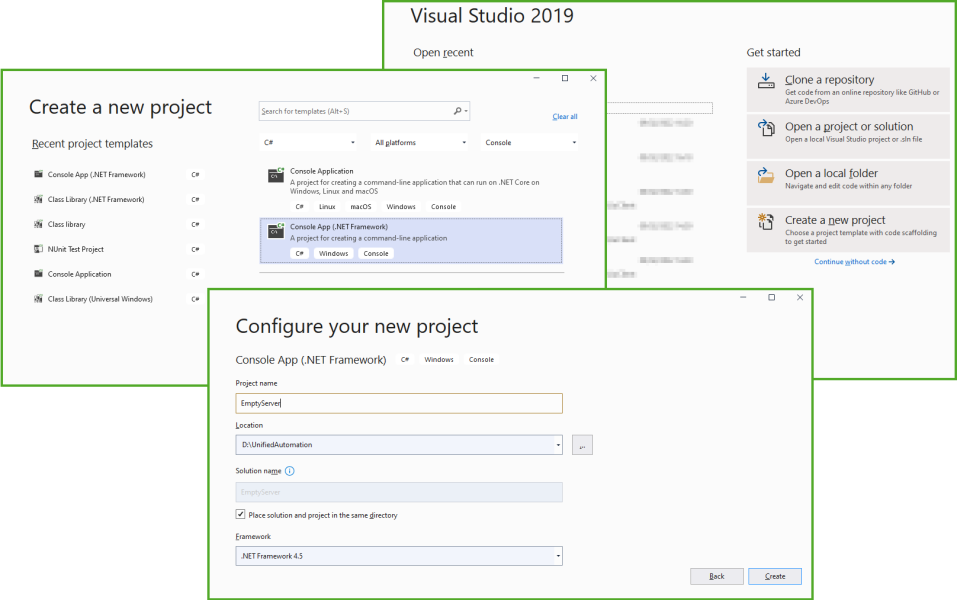 Visual Studio 2019
Open recent
Get started
Clone a repository
Get code from an online repository like GitHub or
Azure DevOps
Open a project or solution
Open a local Visual Studio project or .sln file
Open a local folder
Navigate and edit code within any folder
Create a new project
Choose a project template with code scaffolding
to get started
Continue without code →
Create a new project
Search for templates (Alt+S)
Clear all
Recent project templates
C# All platforms Console
Console App (.NET Framework) C#
Class Library (.NET Framework) C#
Class library C#
NUnit Test Project C#
Console Application C#
Class Library (Universal Windows) C#
Console Application
A project for creating a command-line application that can run on .NET Core on
Windows, Linux and macOS
C# Linux macOS Windows Console
Console App (.NET Framework)
A project for creating a command-line application
C# Windows Console
Configure your new project
Console App (.NET Framework) C# Windows Console
Project name
EmptyServer
Location
D:\UnifiedAutomation
...
Solution name
EmptyServer
Place solution and project in the same directory
Framework
.NET Framework 4.5
Back Create